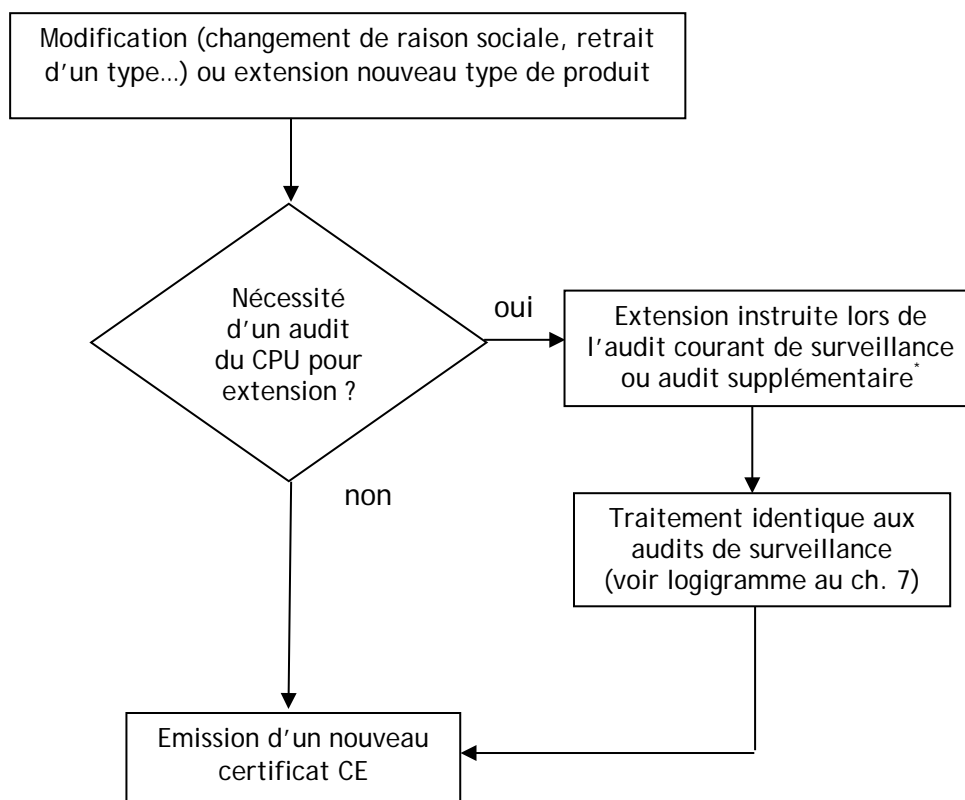 Modification (changement de raison sociale, retrait
d'un type...) ou extension nouveau type de produit
Nécessité
d'un audit
du CPU pour
extension ?
oui
Extension instruite lors de
l'audit courant de surveillance
ou audit supplémentaire*
non
Traitement identique aux
audits de surveillance
(voir logigramme au ch. 7)
Emission d'un nouveau
certificat CE